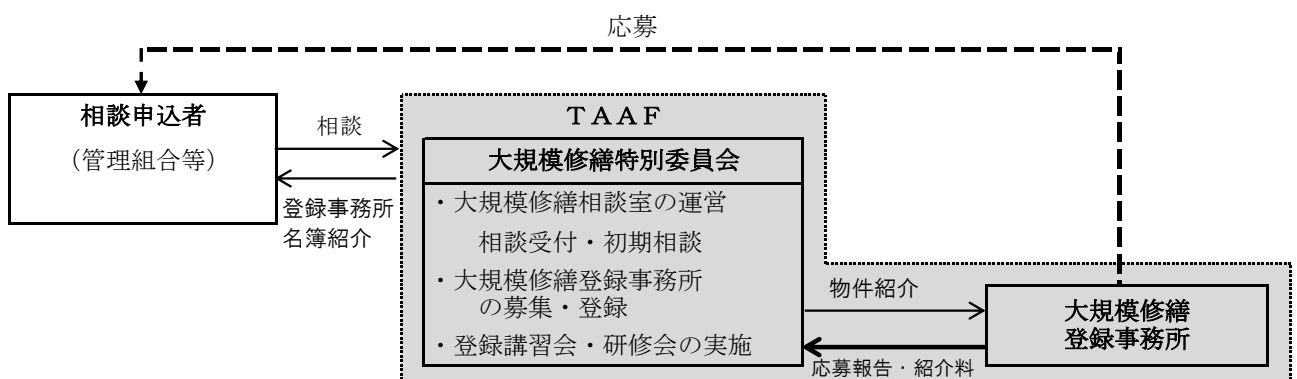 応募
相談申込者
（管理組合等）
相談
登録事務所
名簿紹介
ＴＡＡＦ
大規模修繕特別委員会
・大規模修繕相談室の運営
相談受付・初期相談
・大規模修繕登録事務所
の募集・登録
・登録講習会・研修会の実施
物件紹介
応募報告・紹介料
大規模修繕
登録事務所